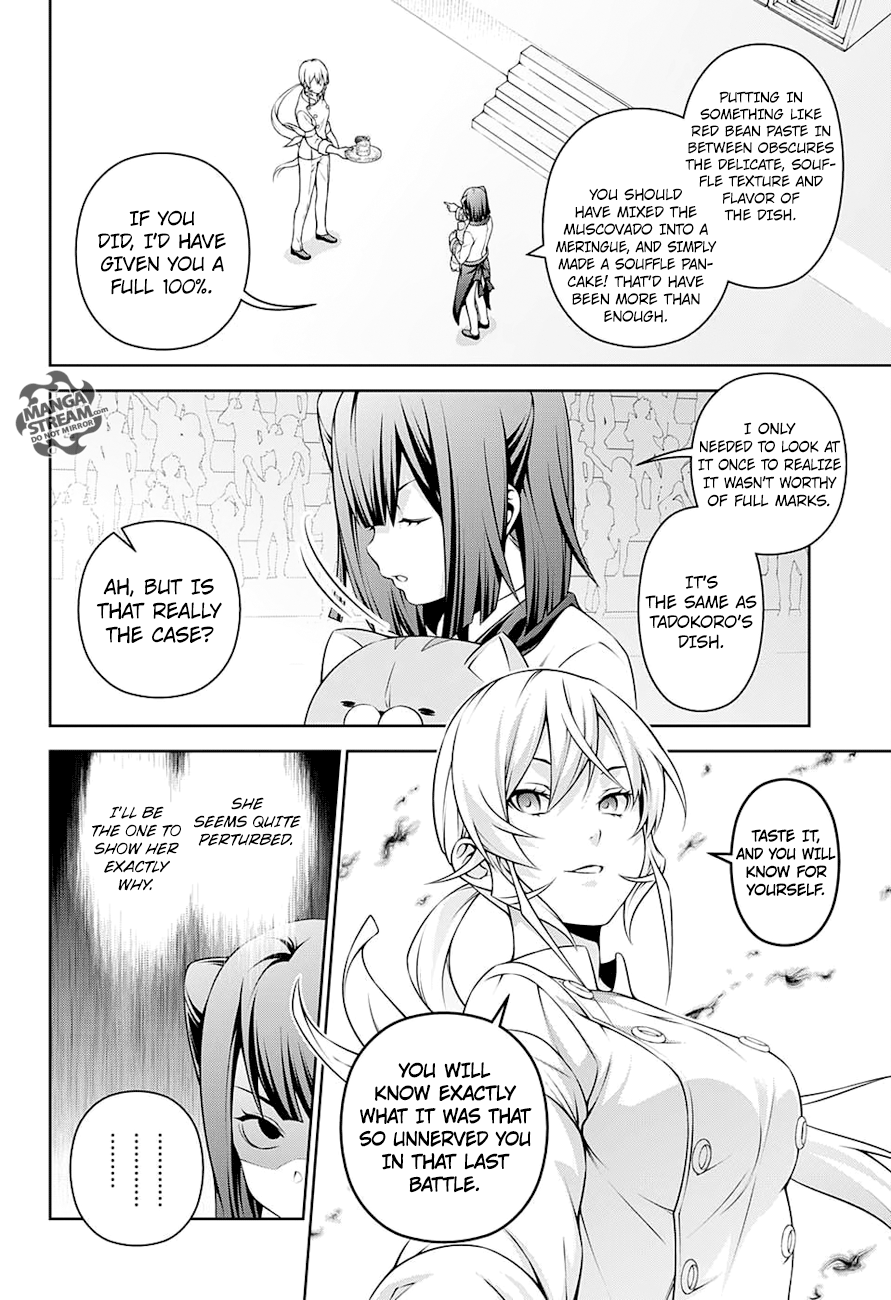 PUTTING IN
SOMETHING LIKE
RED BEAN PASTE IN
BETWEEN OBSCURES
THE DELICATE, SOUF-
FLE TEXTURE AND
FLAVOR OF
THE DISH.
YOU SHOULD
HAVE MIXED THE
MUSCOVADO INTO A
MERINGUE, AND SIMPLY
MADE A SOUFFLE PAN-
CAKE! THAT'D HAVE
BEEN MORE THAN
ENOUGH.
IF YOU
DID, I'D HAVE
GIVEN YOU A
FULL 100%.
MANGA
STREAM.com
DO NOT MIRROR
I ONLY
NEEDED TO LOOK AT
IT ONCE TO REALIZE
IT WASN'T WORTHY
OF FULL MARKS.
IT'S
THE SAME AS
TADOKORO'S
DISH.
AH, BUT IS
THAT REALLY
THE CASE?
TASTE IT,
AND YOU WILL
KNOW FOR
YOURSELF.
YOU WILL
KNOW EXACTLY
WHAT IT WAS THAT
SO UNNERVED YOU
IN THAT LAST
BATTLE.
SHE
SEEMS QUITE
PERTURBED.
I'LL BE
THE ONE TO
SHOW HER
EXACTLY
WHY.